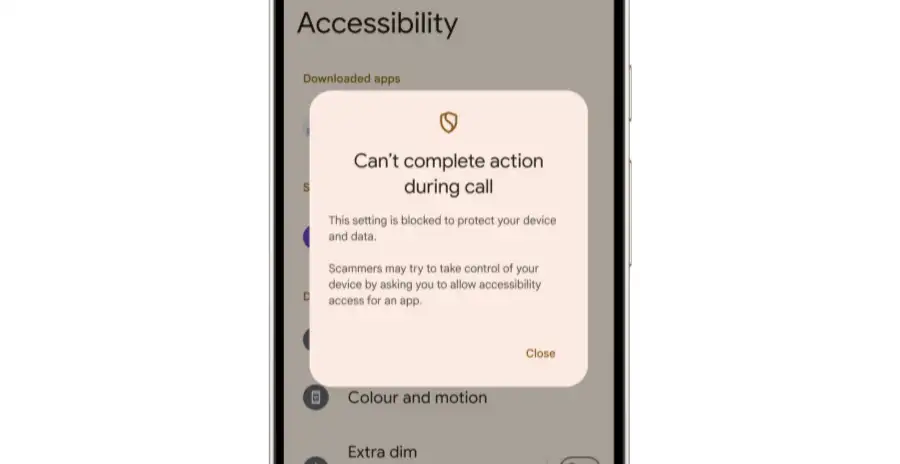 Accessibility
Downloaded apps
Can't complete action
during call
This setting is blocked to protect your device
and data.
Scammers may try to take control of your
device by asking you to allow accessibility
access for an app.
Close
Colour and motion
Extra dim